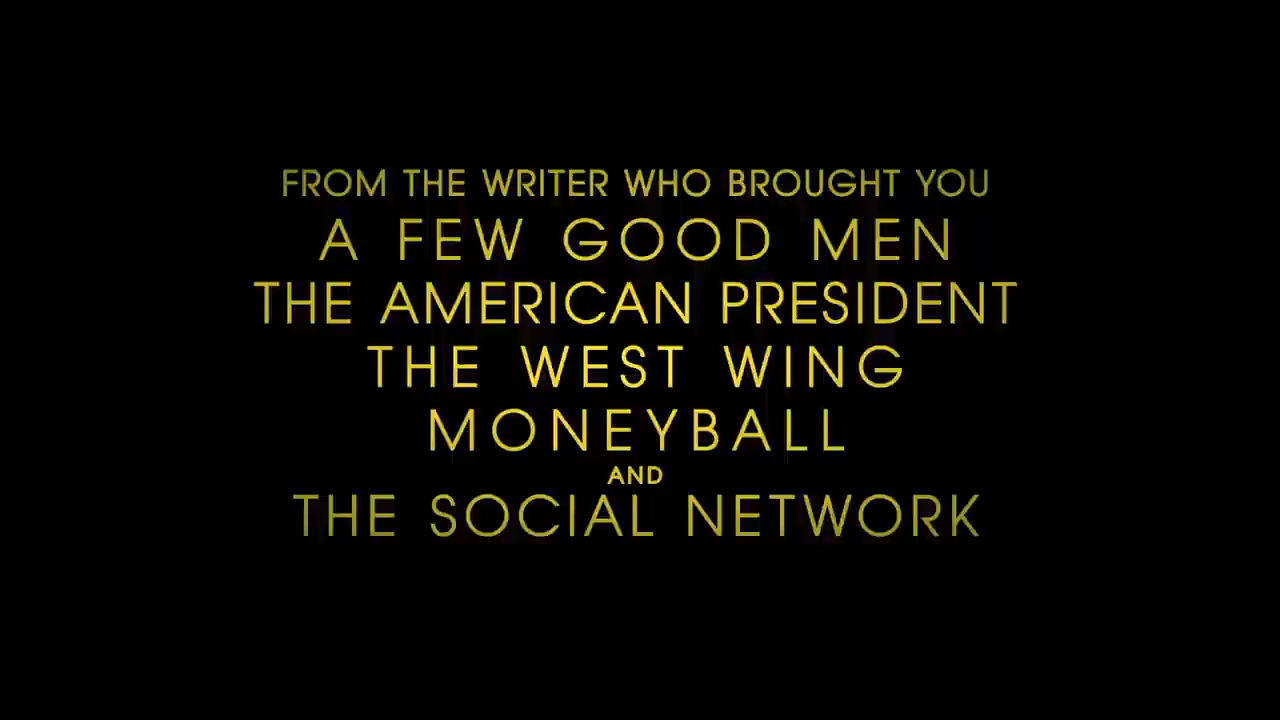 FROM THE WRITER WHO BROUGHT YOU
A FEW GOOD MEN
THE AMERICAN PRESIDENT
THE WEST WING
MONEYBALL
AND
THE SOCIAL NETWORK